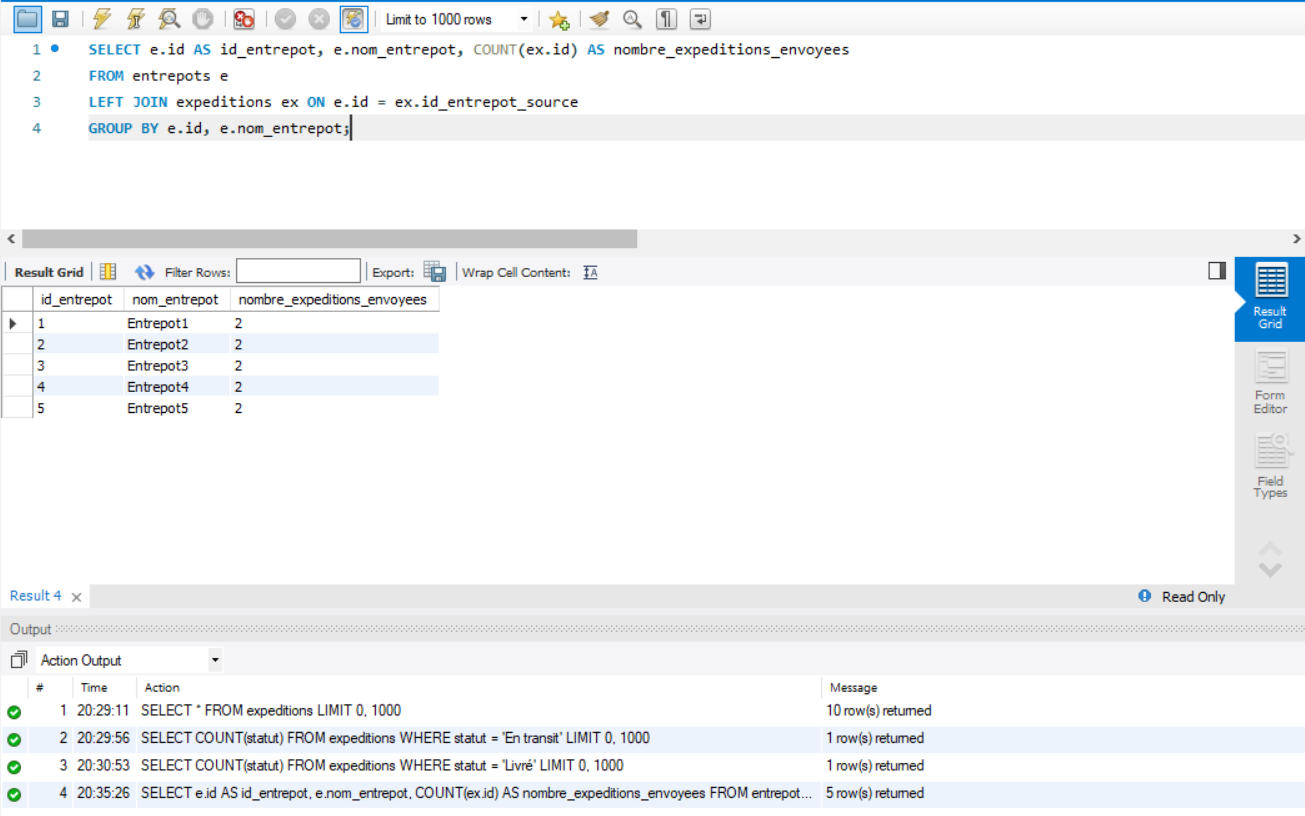 Limit to 1000 rows
1 SELECT e.id AS id_entrepot, e.nom_entrepot, COUNT(ex.id) AS nombre_expeditions_envoyees
2 FROM entrepots e
3 LEFT JOIN expeditions ex ON e.id = ex.id_entrepot_source
4 GROUP BY e.id, e.nom_entrepot;
Result Grid Filter Rows: Export: Wrap Cell Content: IA
id_entrepot nom_entrepot nombre_expeditions_envoyees
1 Entrepot1 2
2 Entrepot2 2
3 Entrepot3 2
4 Entrepot4 2
5 Entrepot5 2
Result
Grid
Form
Editor
Field
Types
Result 4 Read Only
Output
Action Output
# Time Action Message
1 20:29:11 SELECT * FROM expeditions LIMIT 0, 1000 10 row(s) returned
2 20:29:56 SELECT COUNT(statut) FROM expeditions WHERE statut = 'En transit' LIMIT 0, 1000 1 row(s) returned
3 20:30:53 SELECT COUNT(statut) FROM expeditions WHERE statut = 'Livré' LIMIT 0, 1000 1 row(s) returned
4 20:35:26 SELECT e.id AS id_entrepot, e.nom_entrepot, COUNT(ex.id) AS nombre_expeditions_envoyees FROM entrepot... 5 row(s) returned